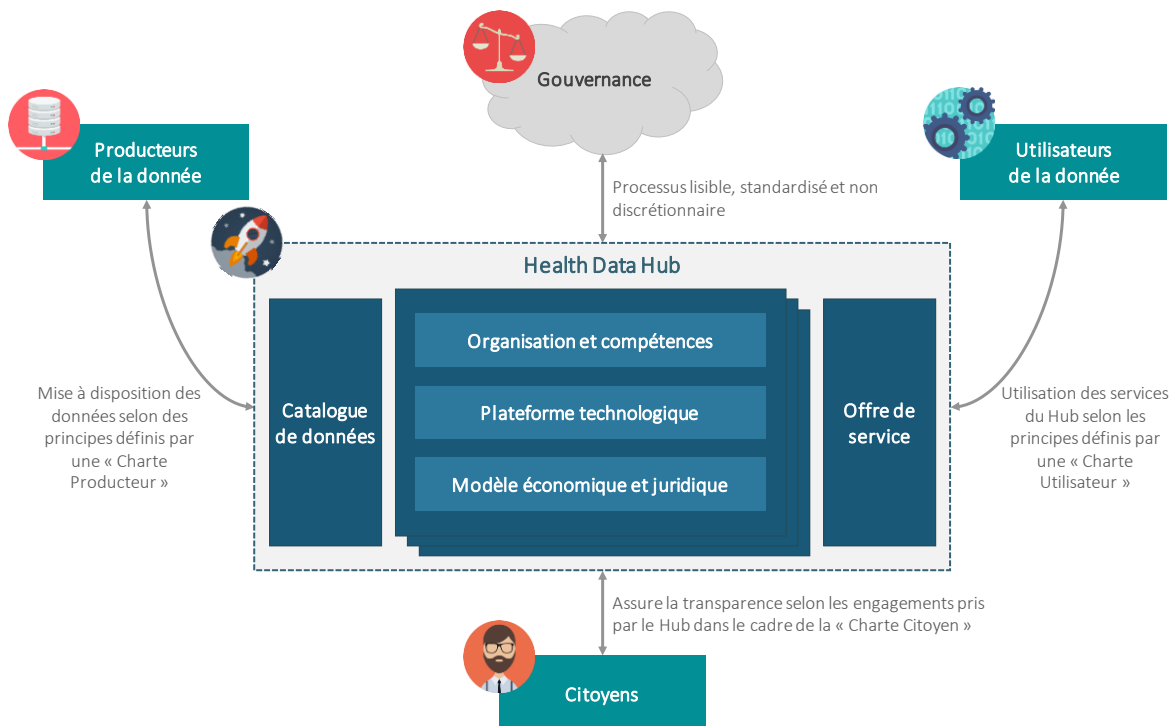 Gouvernance
Producteurs
de la donnée
Utilisateurs
de la donnée
Processus lisible, standardisé et non
discrétionnaire
Health Data Hub
Catalogue
de données
Organisation et compétences
Plateforme technologique
Modèle économique et juridique
Offre de
service
Mise à disposition des
données selon des
principes définis par
une « Charte
Producteur »
Utilisation des services
du Hub selon les
principes définis par
une « Charte
Utilisateur »
Assure la transparence selon les engagements pris
par le Hub dans le cadre de la « Charte Citoyen »
Citoyens